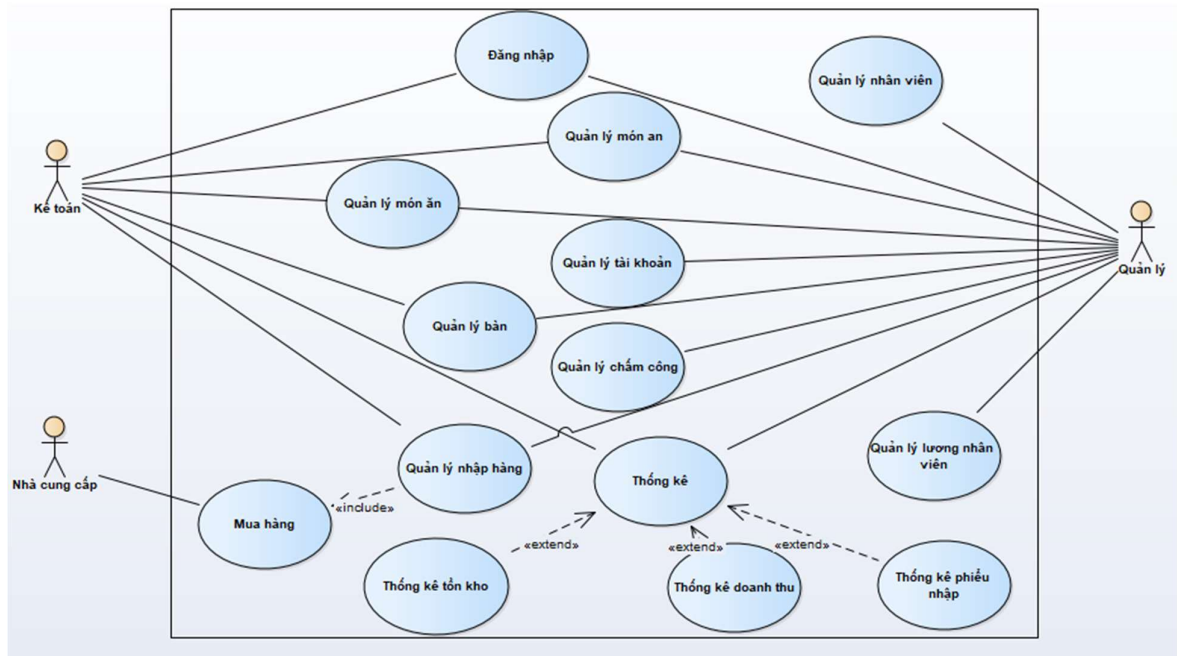 Đăng nhập
Quản lý nhân viên
Quản lý món an
Kế toán
Quản lý món ăn
Quản lý tài khoản
Quản lý
Quản lý bàn
Quản lý chấm công
Quản lý nhập hàng
Quản lý lương nhân
viên
Nhà cung cấp
Thống kê
«include»
Mua hàng
«extend»
«extend»
«extend»
Thống kê tồn kho
Thống kê doanh thu
Thống kê phiếu
nhập